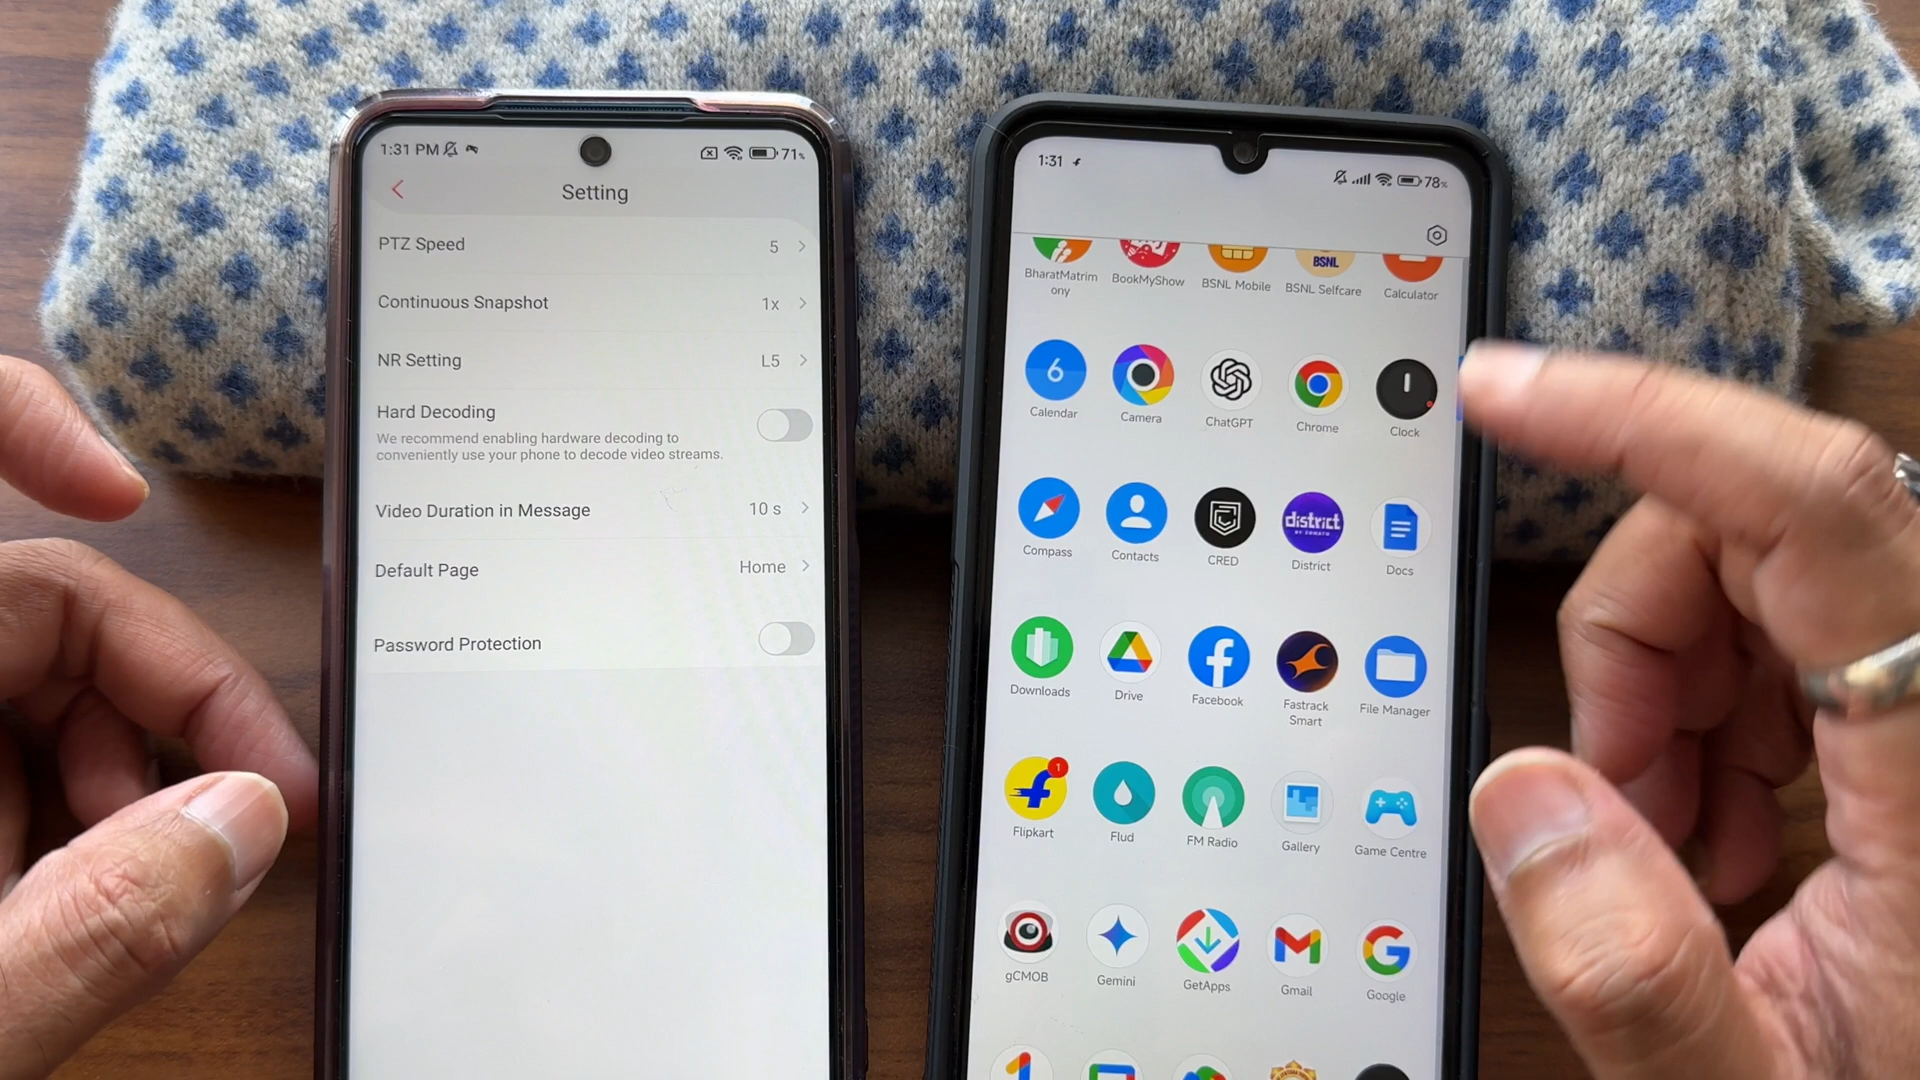 1:31 PM
71%
Setting
PTZ Speed
5
Continuous Snapshot
1x
NR Setting
L5
Hard Decoding
We recommend enabling hardware decoding to
conveniently use your phone to decode video streams.
Video Duration in Message
10 s
Default Page
Home
Password Protection
1:31
78%
BSNL
BharatMatrim
ony
BookMyShow
BSNL Mobile
BSNL Selfcare
Calculator
6
Calendar
Camera
ChatGPT
Chrome
Clock
district
BY ZOMATO
Compass
Contacts
CRED
District
Docs
Downloads
Drive
Facebook
Fastrack
Smart
File Manager
1
Flipkart
Flud
FM Radio
Gallery
Game Centre
gCMOB
Gemini
GetApps
Gmail
Google